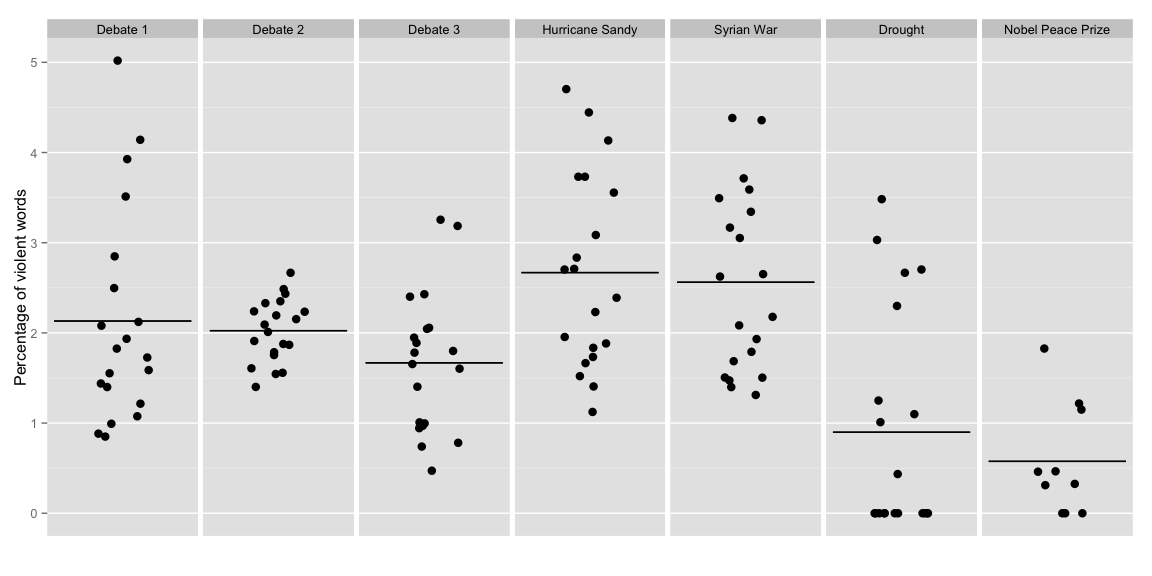 Debate 1
Debate 2
Debate 3
Hurricane Sandy
Syrian War
Drought
Nobel Peace Prize
Percentage of violent words
5
4
3
2
1
0